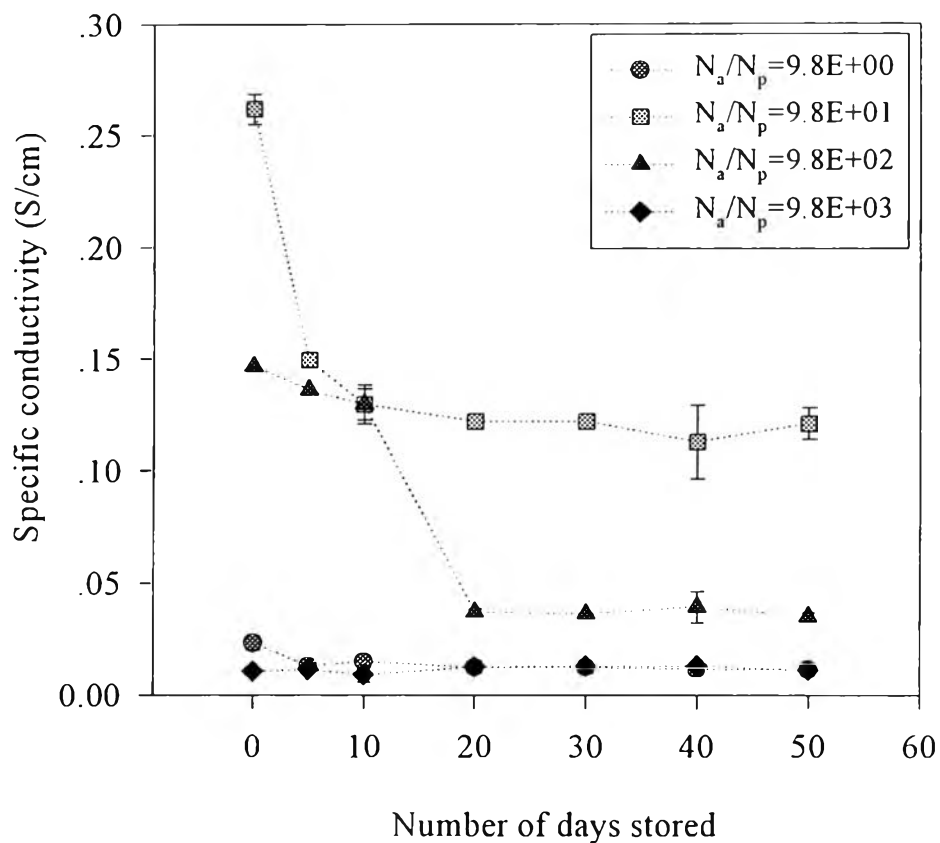 .30
.25
.20
.15
.10
.05
0.00
Specific conductivity (S/cm)
Na/Np=9.8E+00
Na/Np=9.8E+01
Na/Np=9.8E+02
Na/Np=9.8E+03
0 10 20 30 40 50 60
Number of days stored